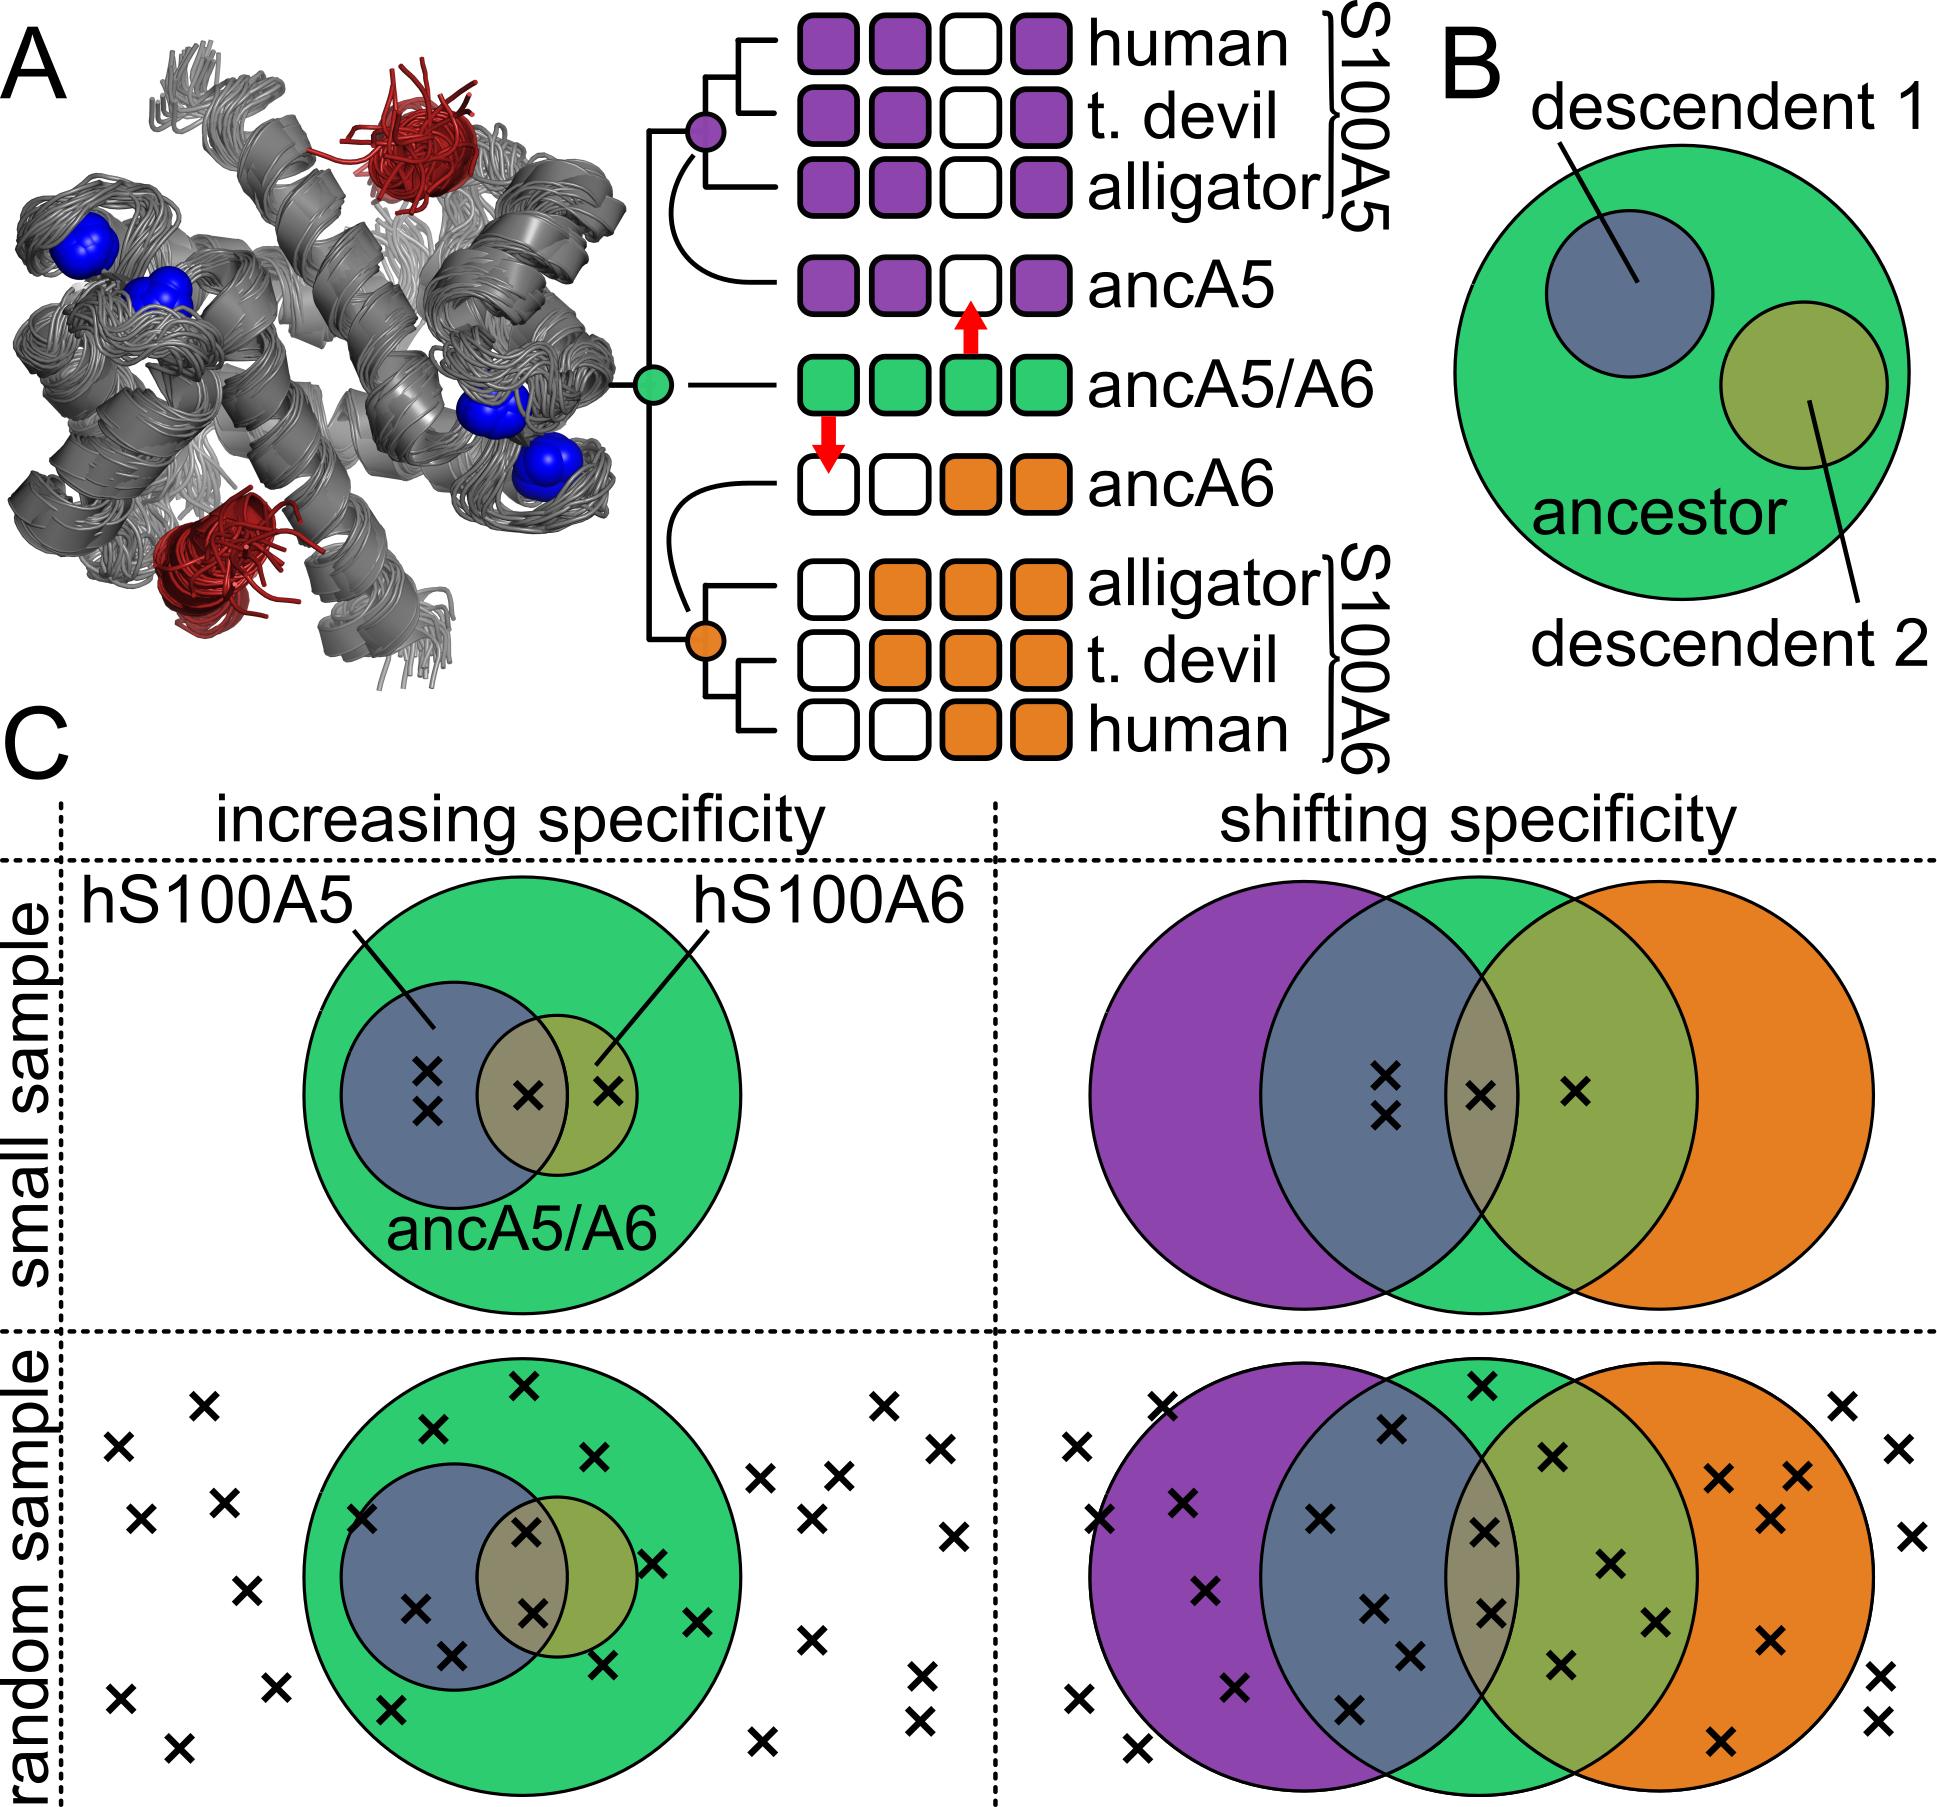 A
human
t. devil
alligator
S100A5
ancA5
ancA5/A6
ancA6
alligator
t. devil
human
S100A6
B
descendent 1
ancestor
descendent 2
C
increasing specificity
shifting specificity
small sample
hS100A5
hS100A6
ancA5/A6
random sample